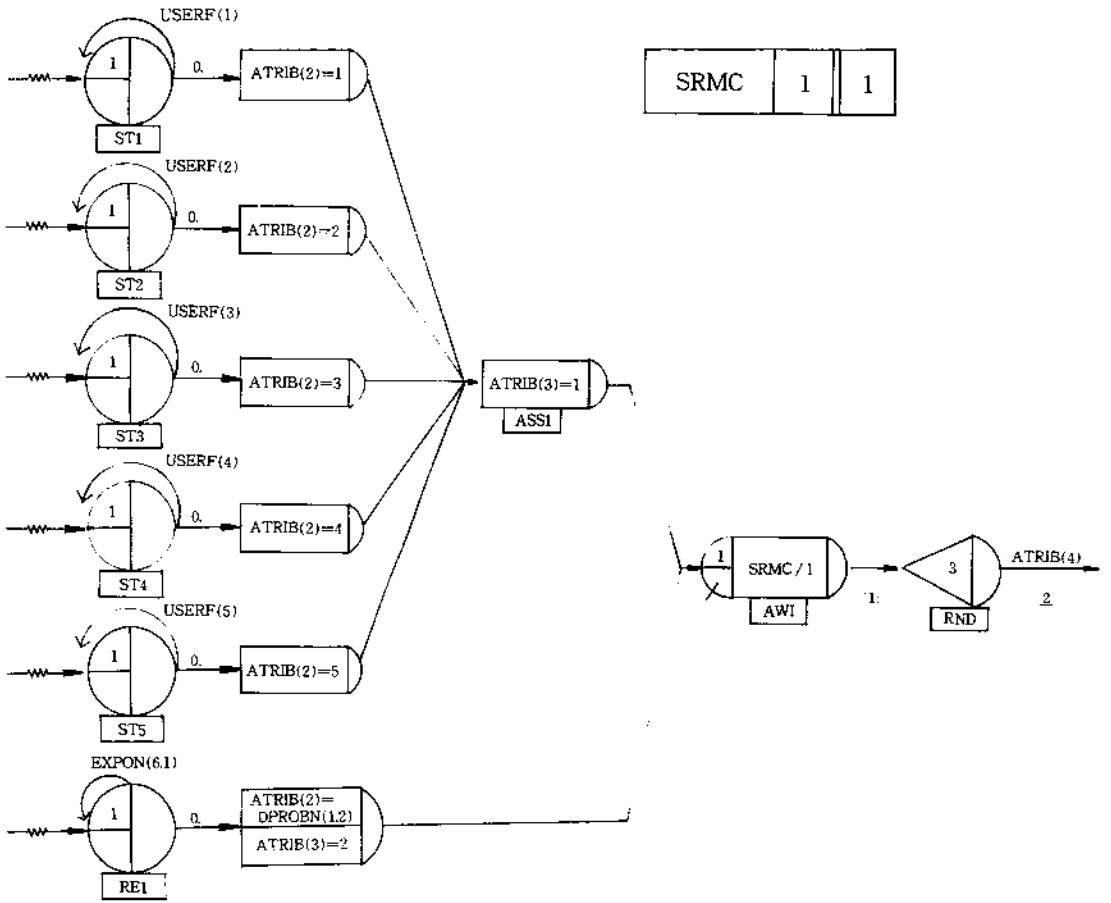 USERF(1)
1
0.
ATRIB(2)=1
ST1
SRMC 1 1
USERF(2)
1
0.
ATRIB(2)=2
ST2
USERF(3)
1
0.
ATRIB(2)=3
ST3
ATRIB(3)=1
ASS1
USERF(4)
1
0.
ATRIB(2)=4
ST4
1
SRMC/1
AWI
1
3
RND
ATRIB(4)
2
USERF(5)
1
0.
ATRIB(2)=5
ST5
EXPON(6,1)
1
0.
ATRIB(2)=
DPROBN(1,2)
ATRIB(3)=2
RE1